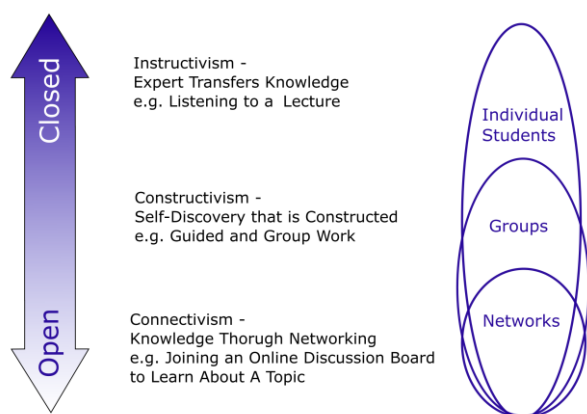 Closed
Open
Instructivism -
Expert Transfers Knowledge
e.g. Listening to a Lecture
Constructivism -
Self-Discovery that is Constructed
e.g. Guided and Group Work
Connectivism -
Knowledge Thorugh Networking
e.g. Joining an Online Discussion Board
to Learn About A Topic
Individual
Students
Groups
Networks